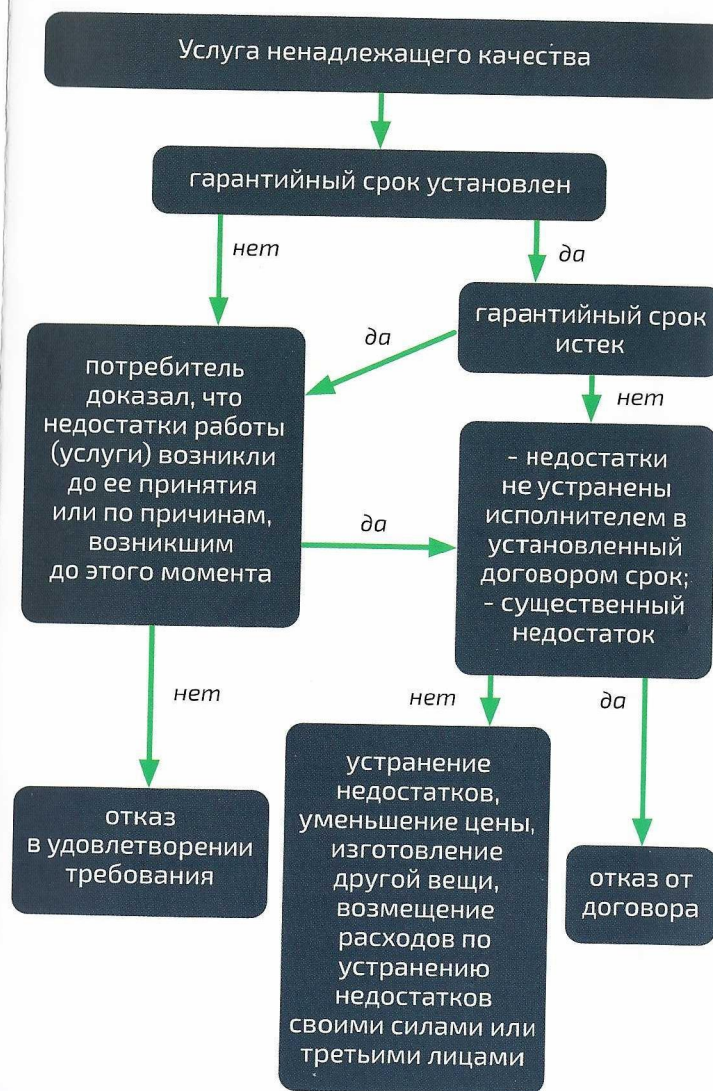 Услуга ненадлежащего качества
гарантийный срок установлен
нет
да
гарантийный срок
истек
да
нет
потребитель
доказал, что
недостатки работы
(услуги) возникли
до ее принятия
или по причинам,
возникшим
до этого момента
да
- недостатки
не устранены
исполнителем в
установленный
договором срок;
- существенный
недостаток
нет
нет
да
отказ
в удовлетворении
требования
устранение
недостатков,
уменьшение цены,
изготовление
другой вещи,
возмещение
расходов по
устранению
недостатков
своими силами или
третьими лицами
отказ от
договора